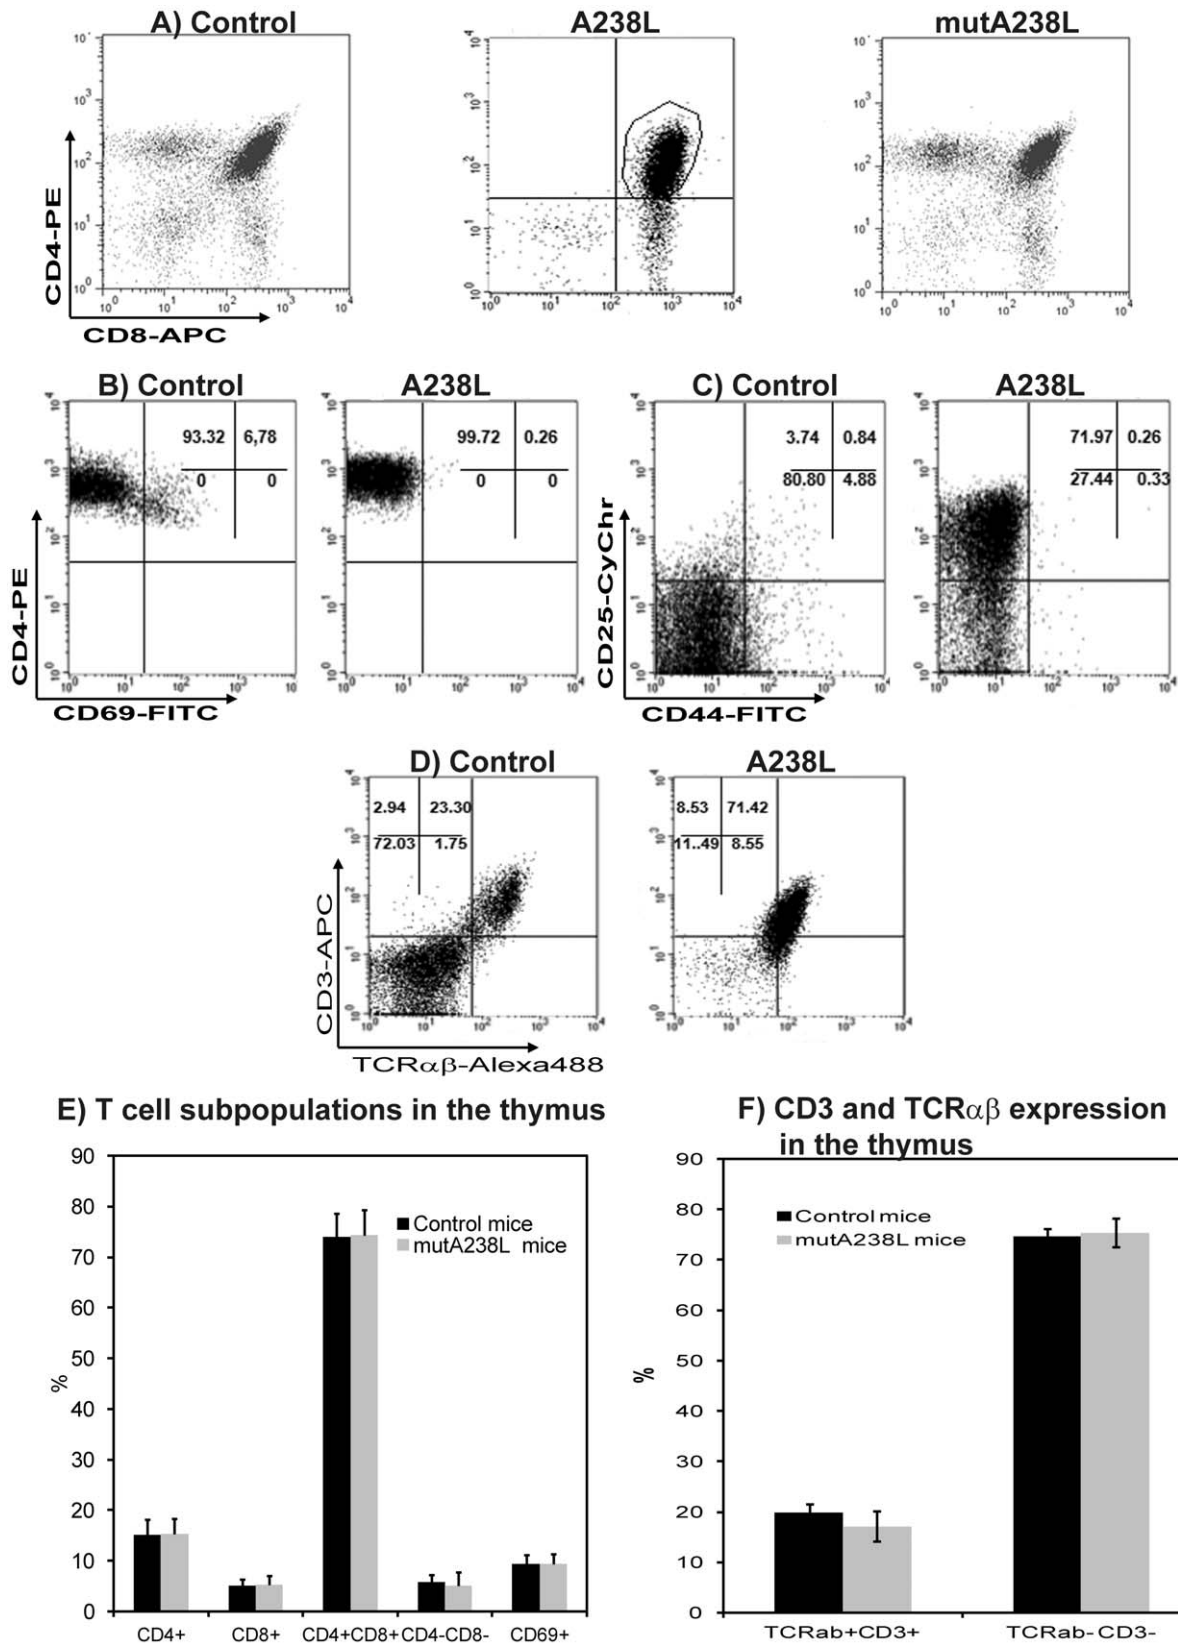 A) Control
A238L
mutA238L
CD4-PE
CD8-APC
B) Control
A238L
C) Control
A238L
93.32 6,78
0 0
99.72 0.26
0 0
3.74 0.84
80.80 4.88
71.97 0.26
27.44 0.33
CD4-PE
CD69-FITC
CD25-CyChr
CD44-FITC
D) Control
A238L
2.94 23.30
72.03 1.75
8.53 71.42
11..49 8.55
CD3-APC
TCRαβ-Alexa488
E) T cell subpopulations in the thymus
90
80
70
60
50
40
30
20
10
0
%
Control mice
mutA238L mice
CD4+ CD8+ CD4+CD8+ CD4-CD8- CD69+
F) CD3 and TCRαβ expression
in the thymus
90
80
70
60
50
40
30
20
10
0
%
Control mice
mutA238L mice
TCRab+CD3+ TCRab- CD3-